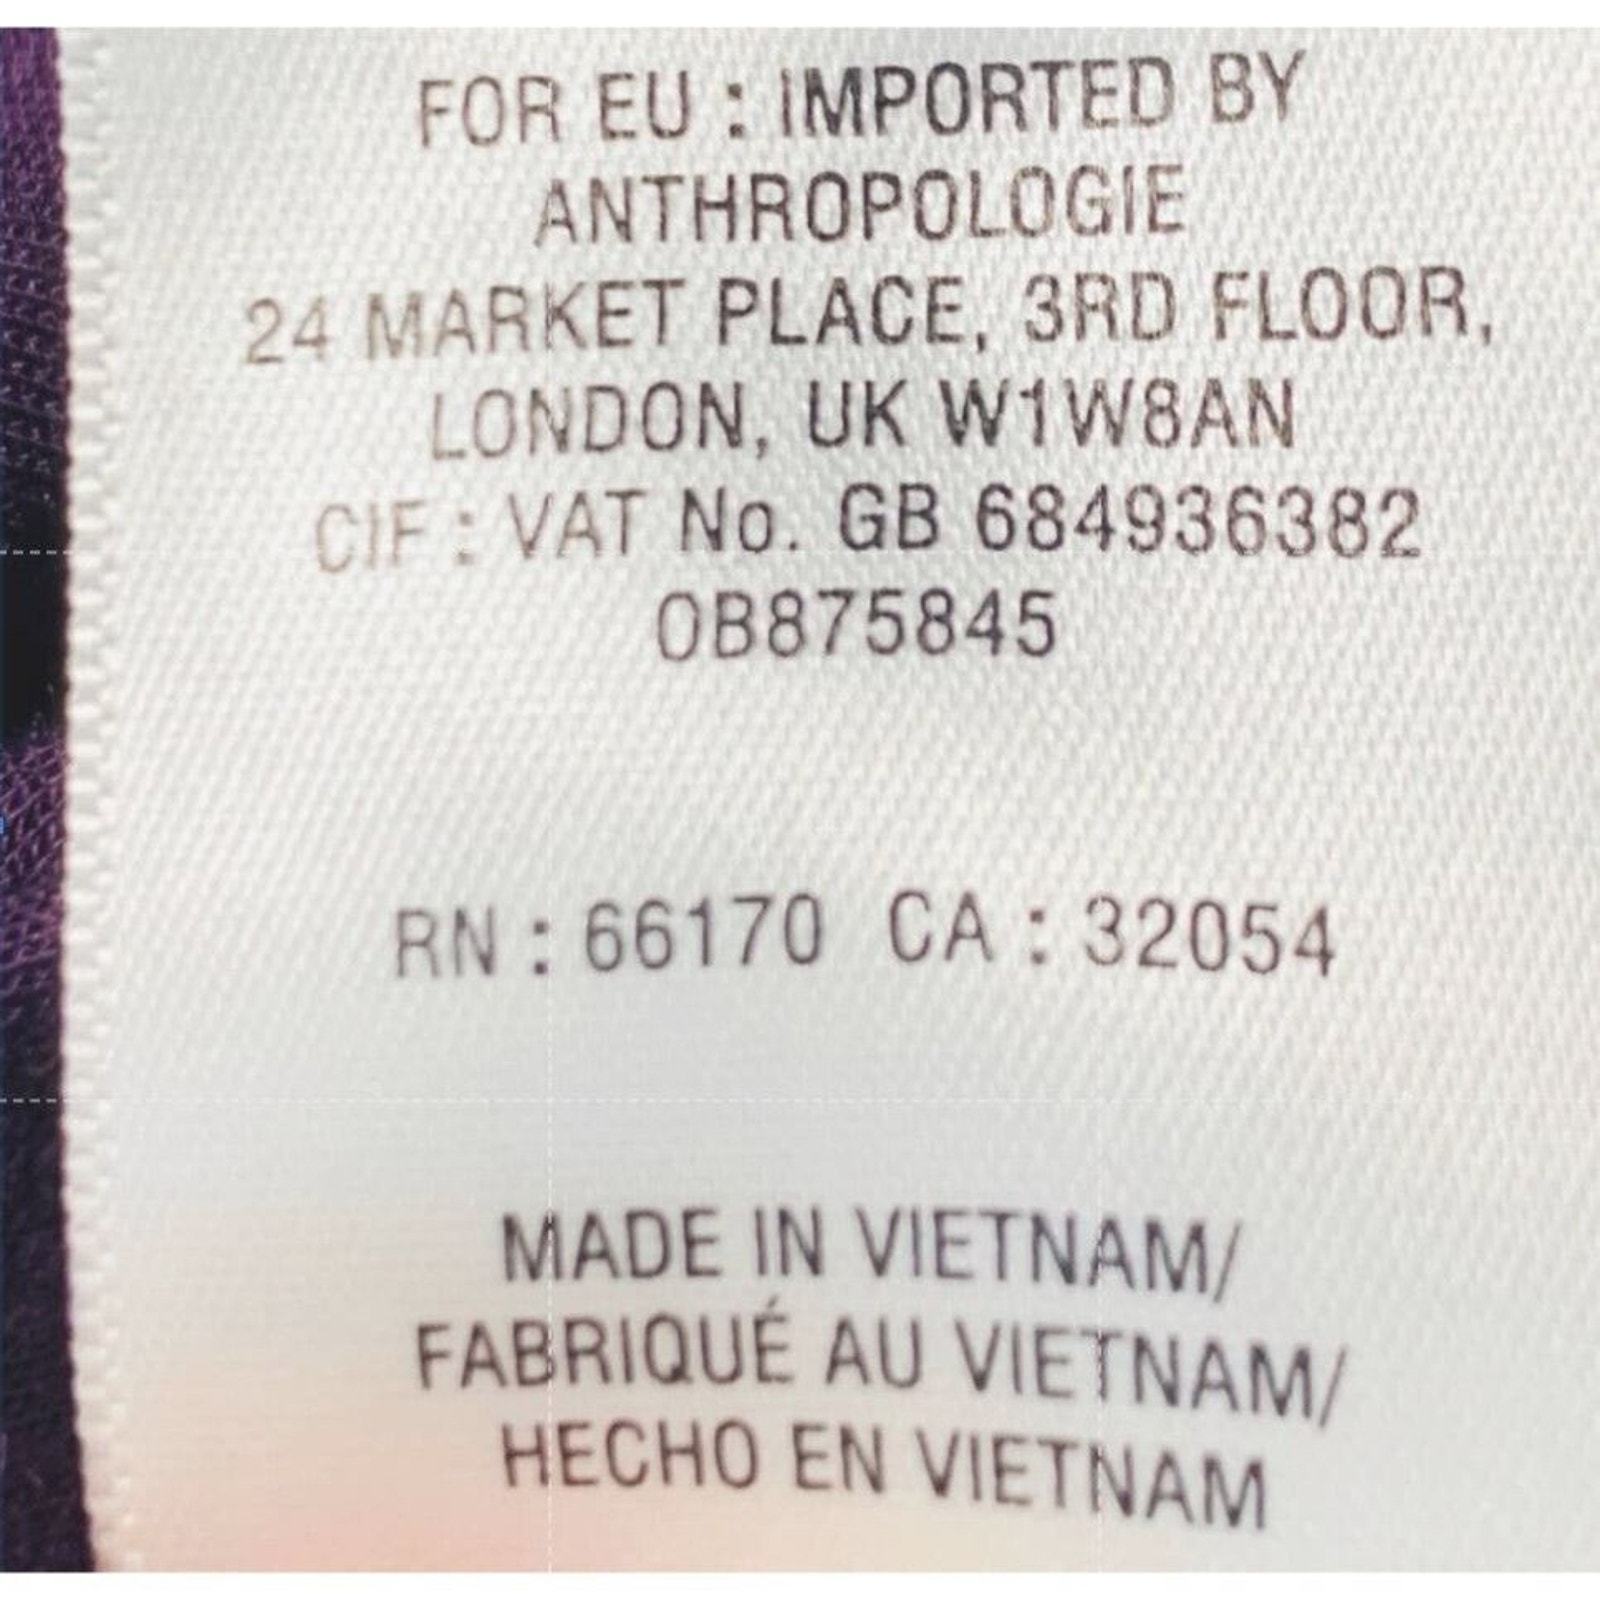 FOR EU : IMPORTED BY
ANTHROPOLOGIE
24 MARKET PLACE, 3RD FLOOR,
LONDON, UK W1W8AN
CIF : VAT No. GB 684936382
0B875845
RN : 66170 CA : 32054
MADE IN VIETNAM/
FABRIQUÉ AU VIETNAM/
HECHO EN VIETNAM